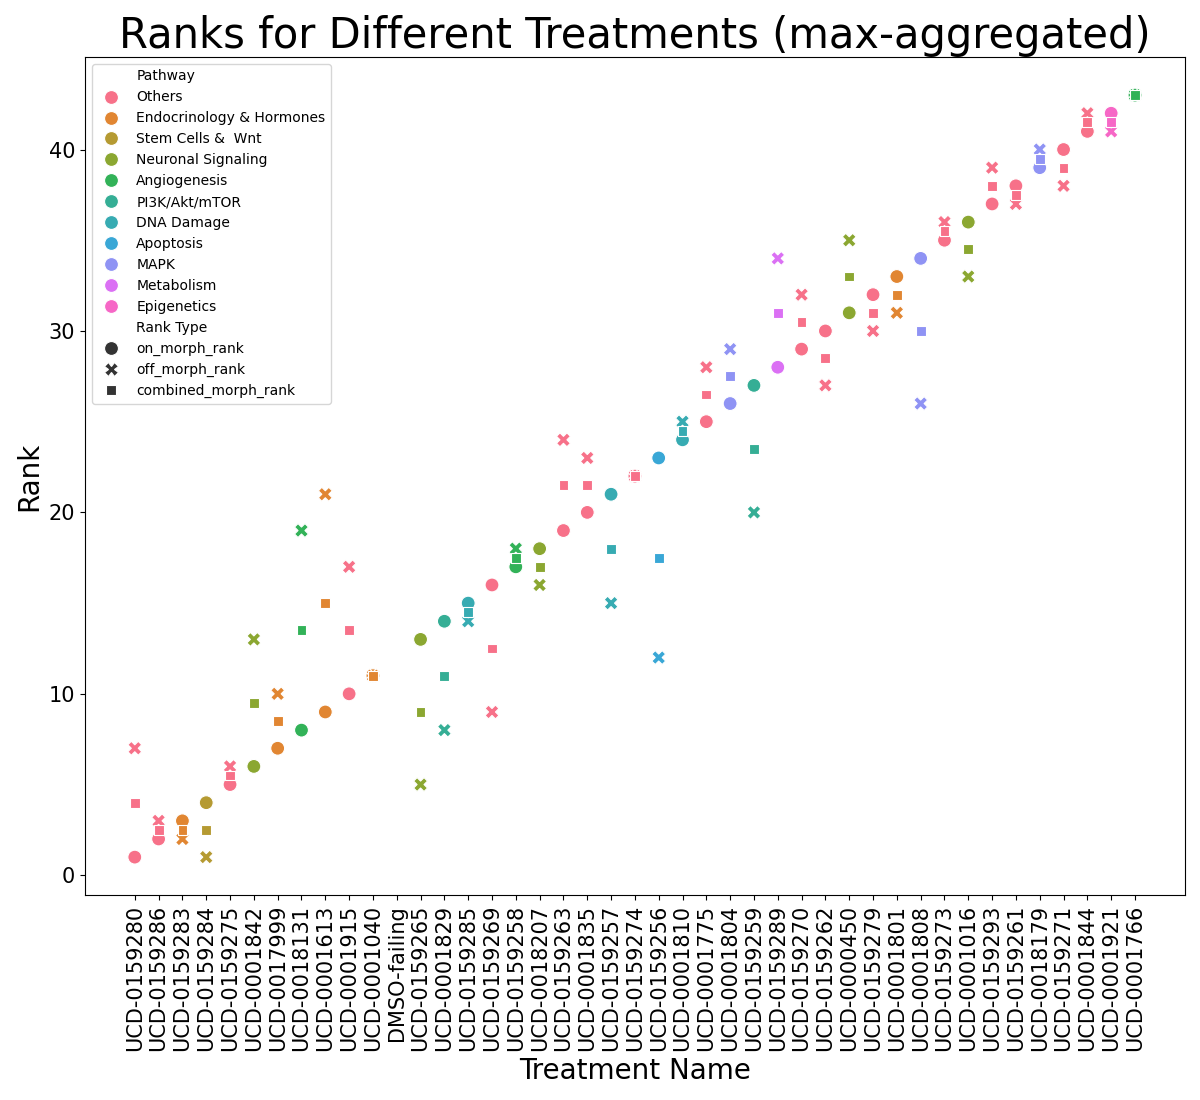 Ranks for Different Treatments (max-aggregated)
Pathway
Others
Endocrinology & Hormones
Stem Cells &  Wnt
Neuronal Signaling
Angiogenesis
PI3K/Akt/mTOR
DNA Damage
Apoptosis
MAPK
Metabolism
Epigenetics
Rank Type
on_morph_rank
off_morph_rank
combined_morph_rank
Rank
40
30
20
10
0
UCD-0159280
UCD-0159286
UCD-0159283
UCD-0159284
UCD-0159275
UCD-0001842
UCD-0017999
UCD-0018131
UCD-0001613
UCD-0001915
UCD-0001040
DMSO-failing
UCD-0159265
UCD-0001829
UCD-0159285
UCD-0159269
UCD-0159258
UCD-0018207
UCD-0159263
UCD-0001835
UCD-0159257
UCD-0159274
UCD-0159256
UCD-0001810
UCD-0001775
UCD-0001804
UCD-0159259
UCD-0159289
UCD-0159270
UCD-0159262
UCD-0000450
UCD-0159279
UCD-0001801
UCD-0001808
UCD-0159273
UCD-0001016
UCD-0159293
UCD-0159261
UCD-0018179
UCD-0159271
UCD-0001844
UCD-0001921
UCD-0001766
Treatment Name